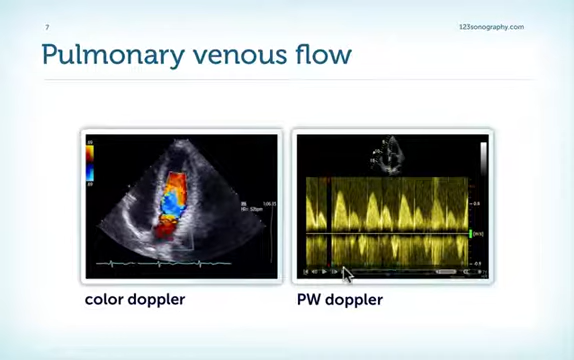 7
123sonography.com
Pulmonary venous flow
color doppler
PW doppler